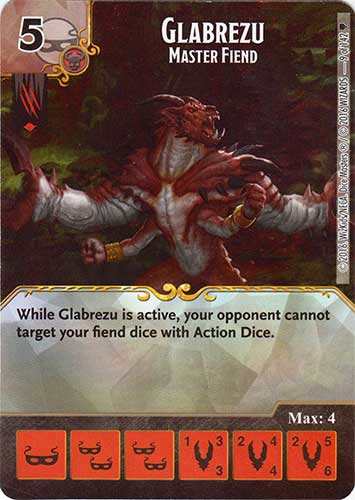 5
GLABREZU
MASTER FIEND
While Glabrezu is active, your opponent cannot
target your fiend dice with Action Dice.
Max: 4
1 3 3
2 4 4
2 5 6